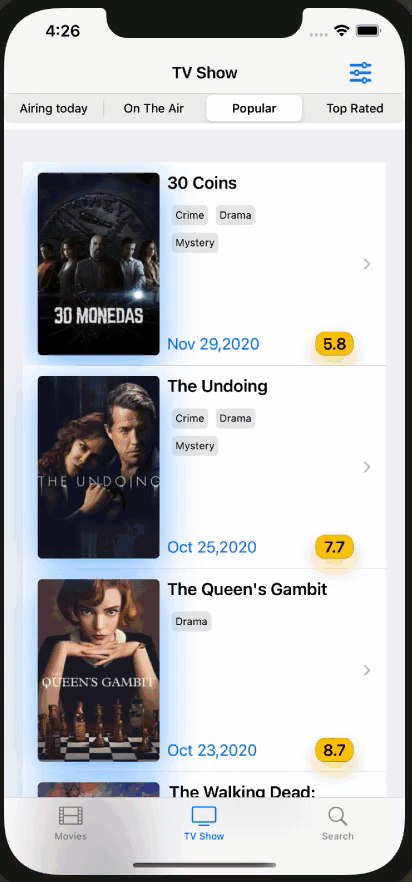 4:26
TV Show
Airing today On The Air Popular Top Rated
30 Coins
Crime Drama
Mystery
30 MONEDAS
Nov 29,2020 5.8
The Undoing
Crime Drama
Mystery
THE UNDOING
Oct 25,2020 7.7
The Queen's Gambit
Drama
QUEEN'S GAMBIT
Oct 23,2020 8.7
The Walking Dead:
Movies TV Show Search